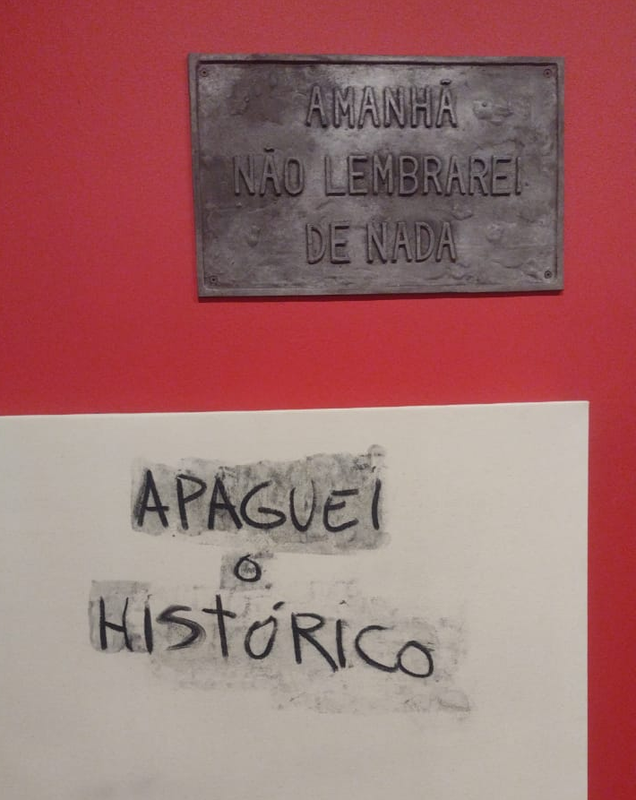 AMANHÃ
NÃO LEMBRAREI
DE NADA
APAGUEI
O
HISTÓRICO